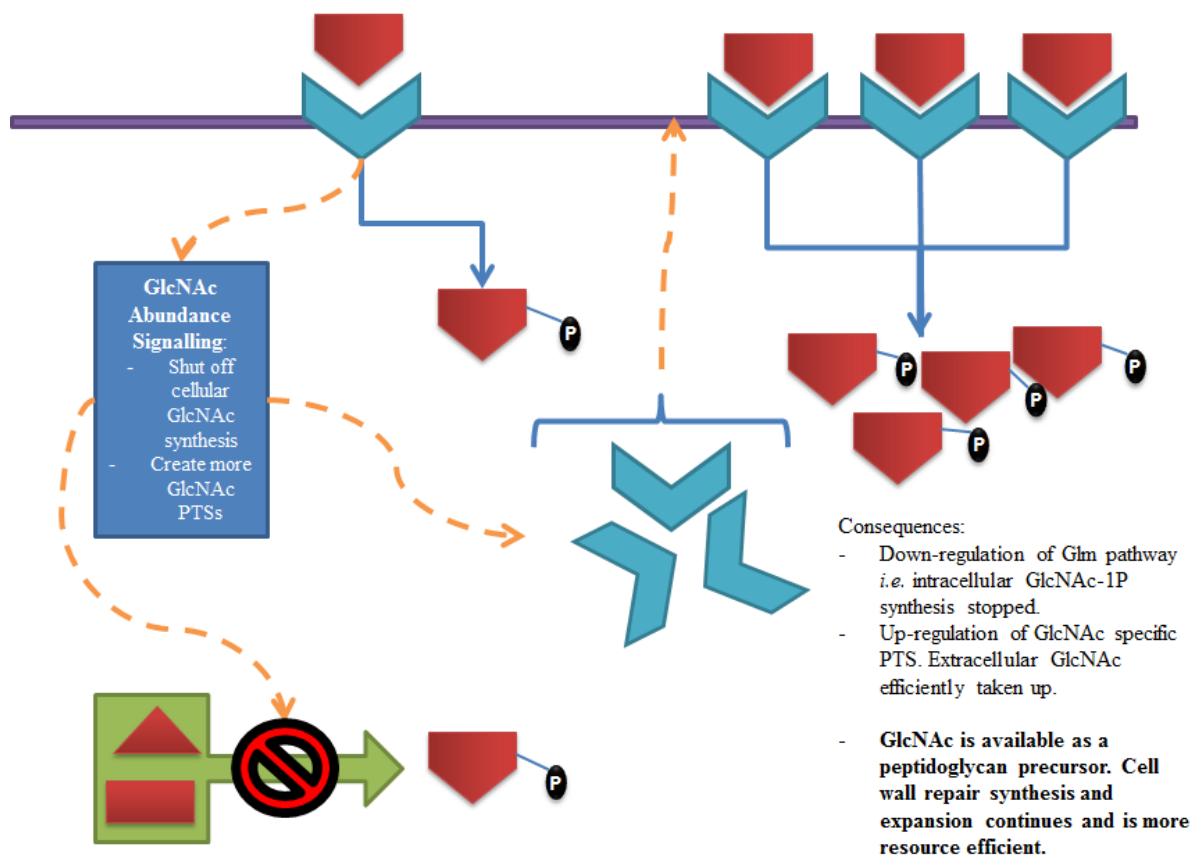 GlcNAc
Abundance
Signalling:
- Shut off
cellular
GlcNAc
synthesis
- Create more
GlcNAc
PTSs
P
P
P
P
P
Consequences:
- Down-regulation of Glm pathway
i.e. intracellular GlcNAc-1P
synthesis stopped.
- Up-regulation of GlcNAc specific
PTS. Extracellular GlcNAc
efficiently taken up.
- GlcNAc is available as a
peptidoglycan precursor. Cell
wall repair synthesis and
expansion continues and is more
resource efficient.
P